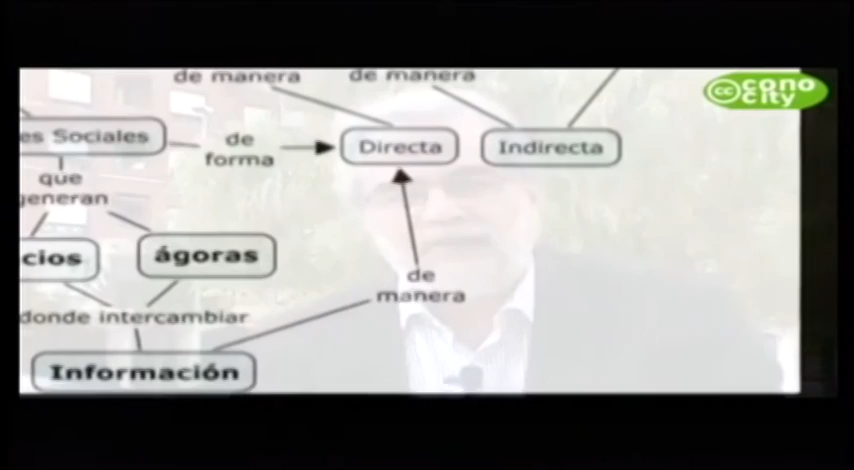 de manera
de manera
cc cono
city
es Sociales
de
forma
Directa
Indirecta
que
generan
cios
ágoras
de
manera
donde intercambiar
Información